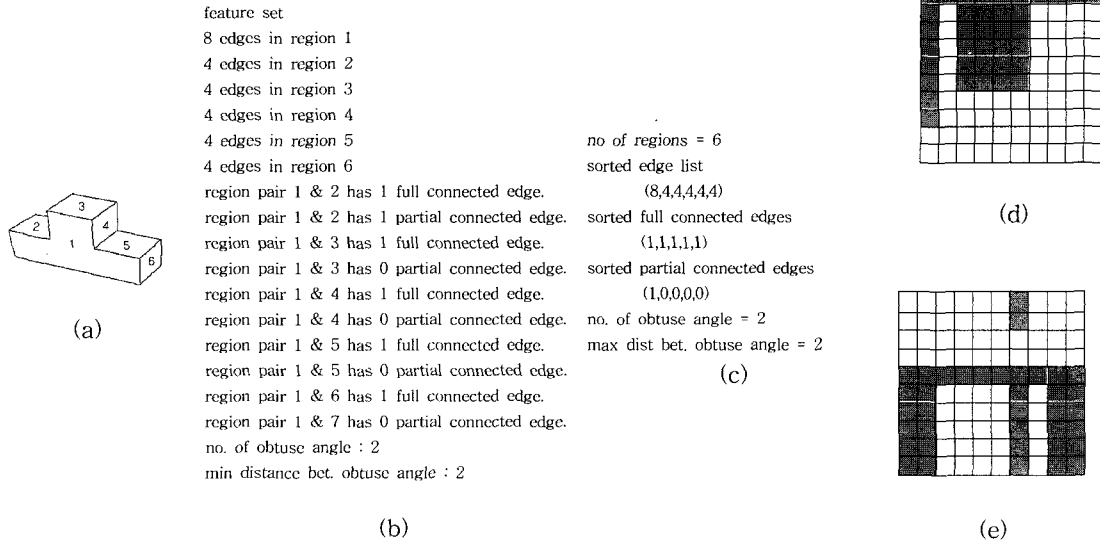 feature set
8 edges in region 1
4 edges in region 2
4 edges in region 3
4 edges in region 4
4 edges in region 5
4 edges in region 6
region pair 1 & 2 has 1 full connected edge.
region pair 1 & 2 has 1 partial connected edge.
region pair 1 & 3 has 1 full connected edge.
region pair 1 & 3 has 0 partial connected edge.
region pair 1 & 4 has 1 full connected edge.
region pair 1 & 4 has 0 partial connected edge.
region pair 1 & 5 has 1 full connected edge.
region pair 1 & 5 has 0 partial connected edge.
region pair 1 & 6 has 1 full connected edge.
region pair 1 & 7 has 0 partial connected edge.
no. of obtuse angle : 2
min distance bet. obtuse angle : 2
(b)
3
2
4
1
5
6
(a)
no of regions = 6
sorted edge list
(8,4,4,4,4,4)
sorted full connected edges
(1,1,1,1,1)
sorted partial connected edges
(1,0,0,0,0)
no. of obtuse angle = 2
max dist bet. obtuse angle = 2
(c)
(d)
(e)